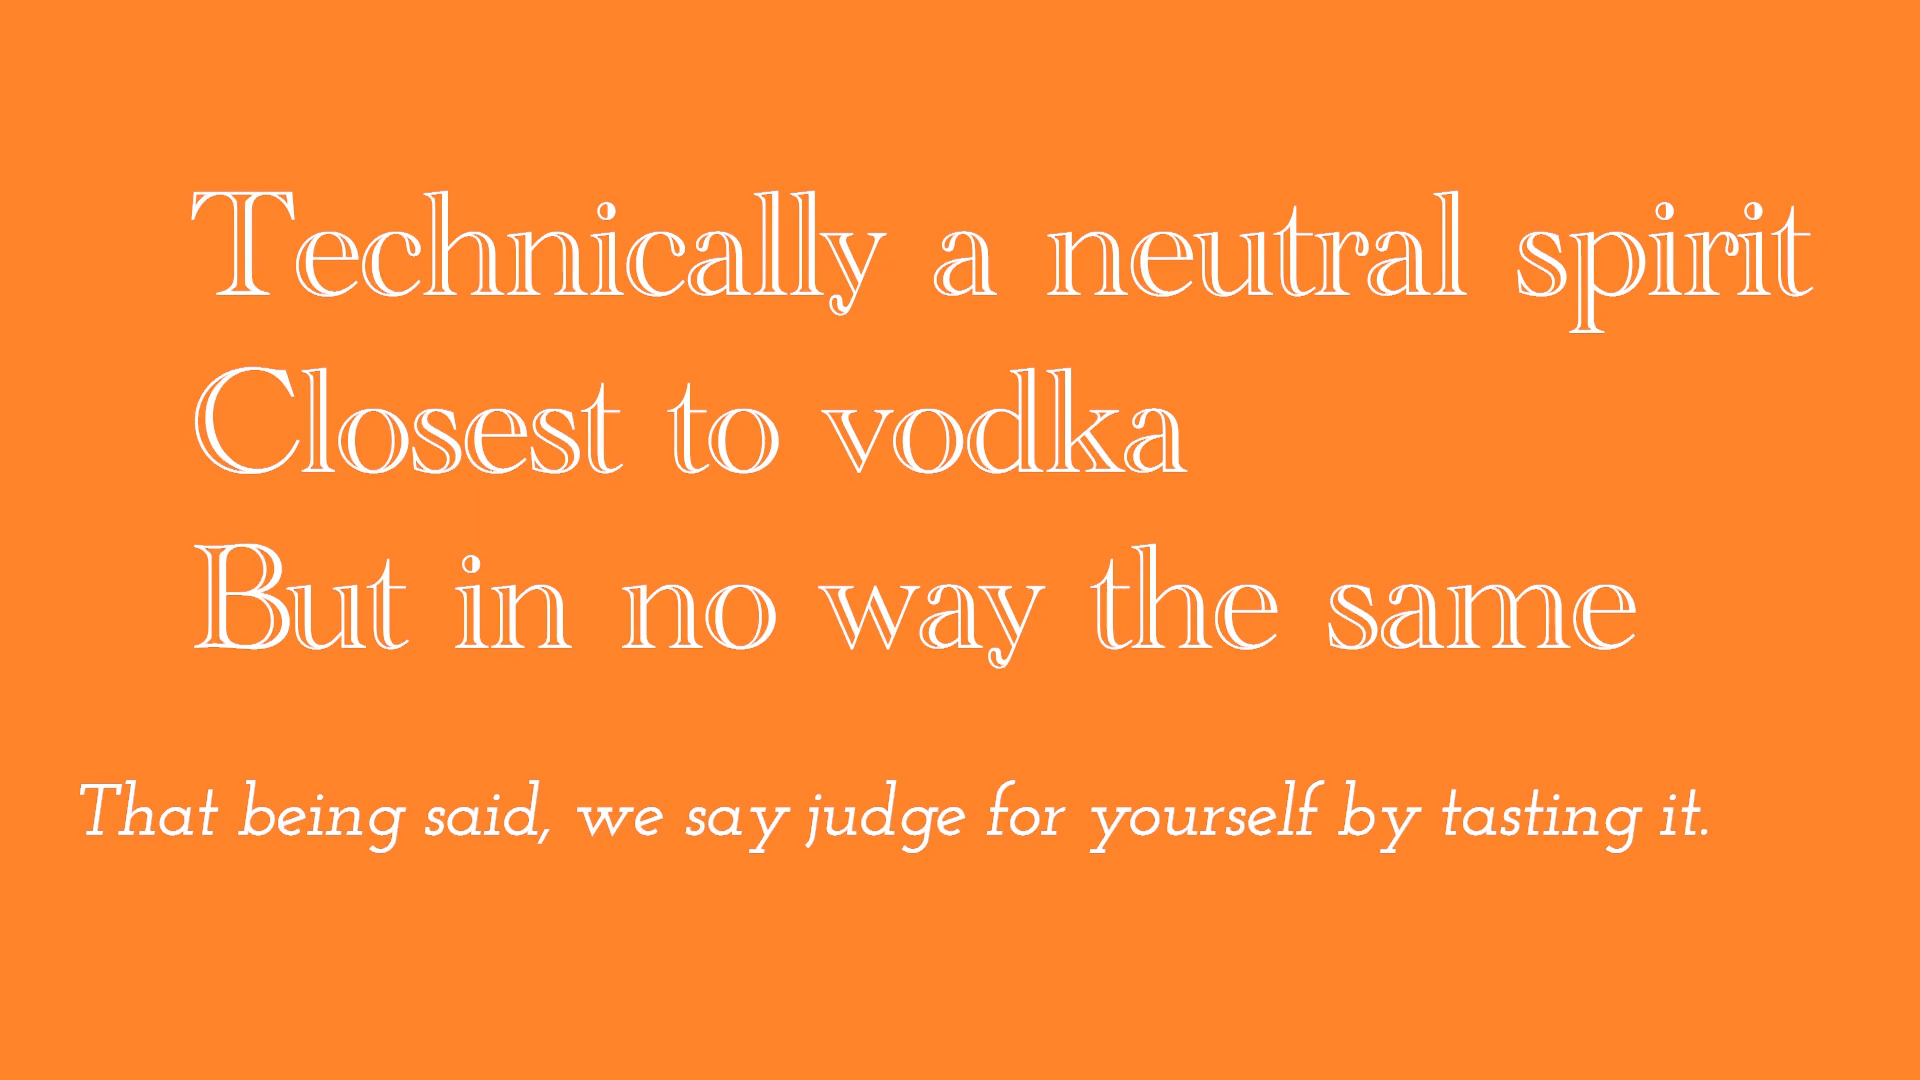 Technically a neutral spirit
Closest to vodka
But in no way the same
That being said, we say judge for yourself by tasting it.